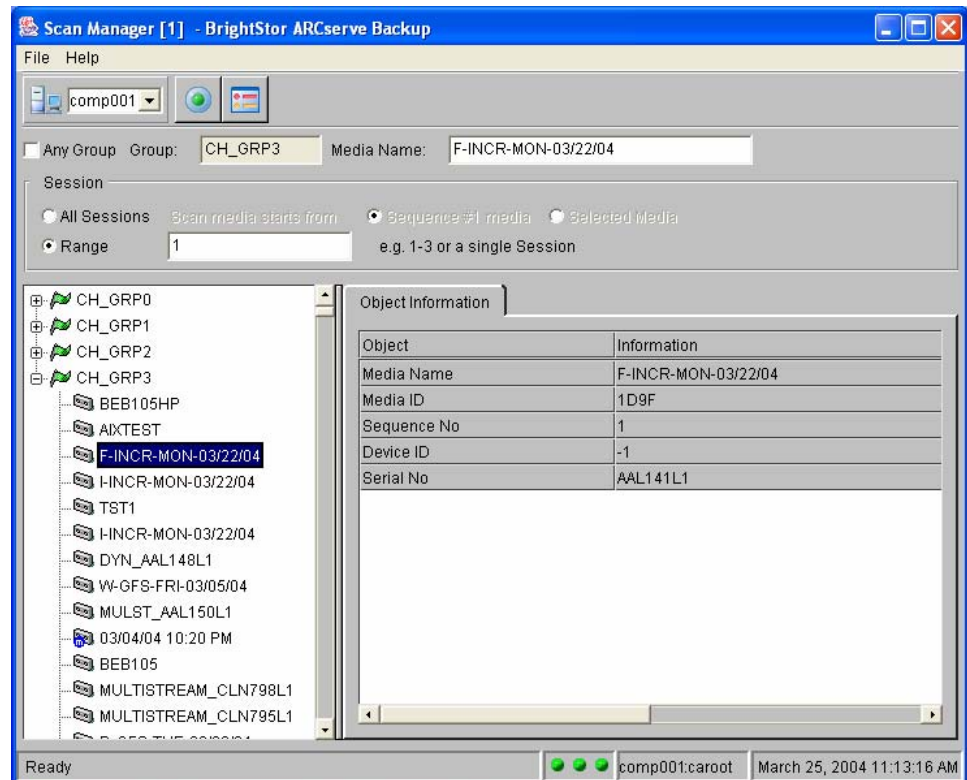 Scan Manager [1] - BrightStor ARCserve Backup
File Help
comp001
Any Group Group: CH_GRP3 Media Name: F-INCR-MON-03/22/04
Session
All Sessions Scan media starts from Sequence #1 media Selected Media
Range 1 e.g. 1-3 or a single Session
CH_GRP0
CH_GRP1
CH_GRP2
CH_GRP3
BEB105HP
AIXTEST
F-INCR-MON-03/22/04
I-INCR-MON-03/22/04
TST1
I-INCR-MON-03/22/04
DYN_AAL148L1
W-GFS-FRI-03/05/04
MULST_AAL150L1
03/04/04 10:20 PM
BEB105
MULTISTREAM_CLN798L1
MULTISTREAM_CLN795L1
Object Information
Object Information
Media Name F-INCR-MON-03/22/04
Media ID 1D9F
Sequence No 1
Device ID -1
Serial No AAL141L1
Ready comp001:caroot March 25, 2004 11:13:16 AM